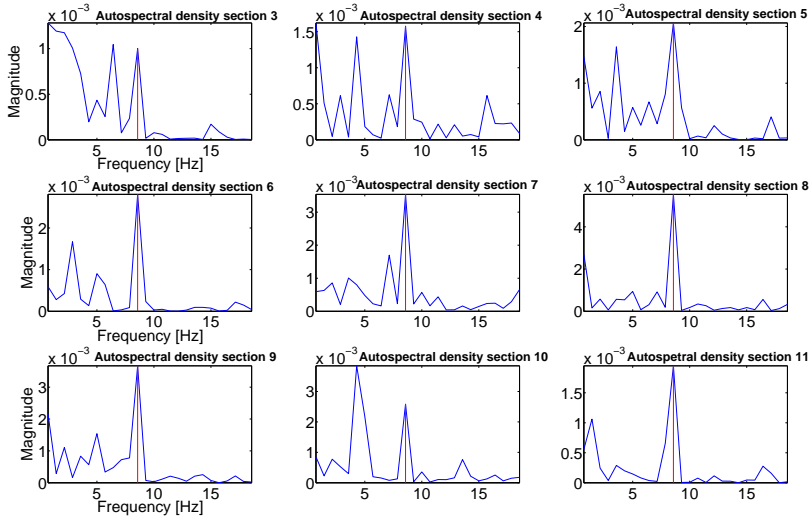 x 10⁻³ Autospectral density section 3
1
0.5
0
Magnitude
5 10 15
Frequency [Hz]
x 10⁻³ Autospectral density section 4
1.5
1
0.5
0
5 10 15
x 10⁻³ Autospectral density section 5
2
1
0
5 10 15
x 10⁻³ Autospectral density section 6
2
1
0
Magnitude
5 10 15
x 10⁻³ Autospectral density section 7
3
2
1
0
5 10 15
x 10⁻³ Autospectral density section 8
4
2
0
5 10 15
x 10⁻³ Autospectral density section 9
3
2
1
0
Magnitude
5 10 15
Frequency [Hz]
x 10⁻³ Autospectral density section 10
3
2
1
0
5 10 15
x 10⁻³ Autospetral density section 11
1.5
1
0.5
0
5 10 15